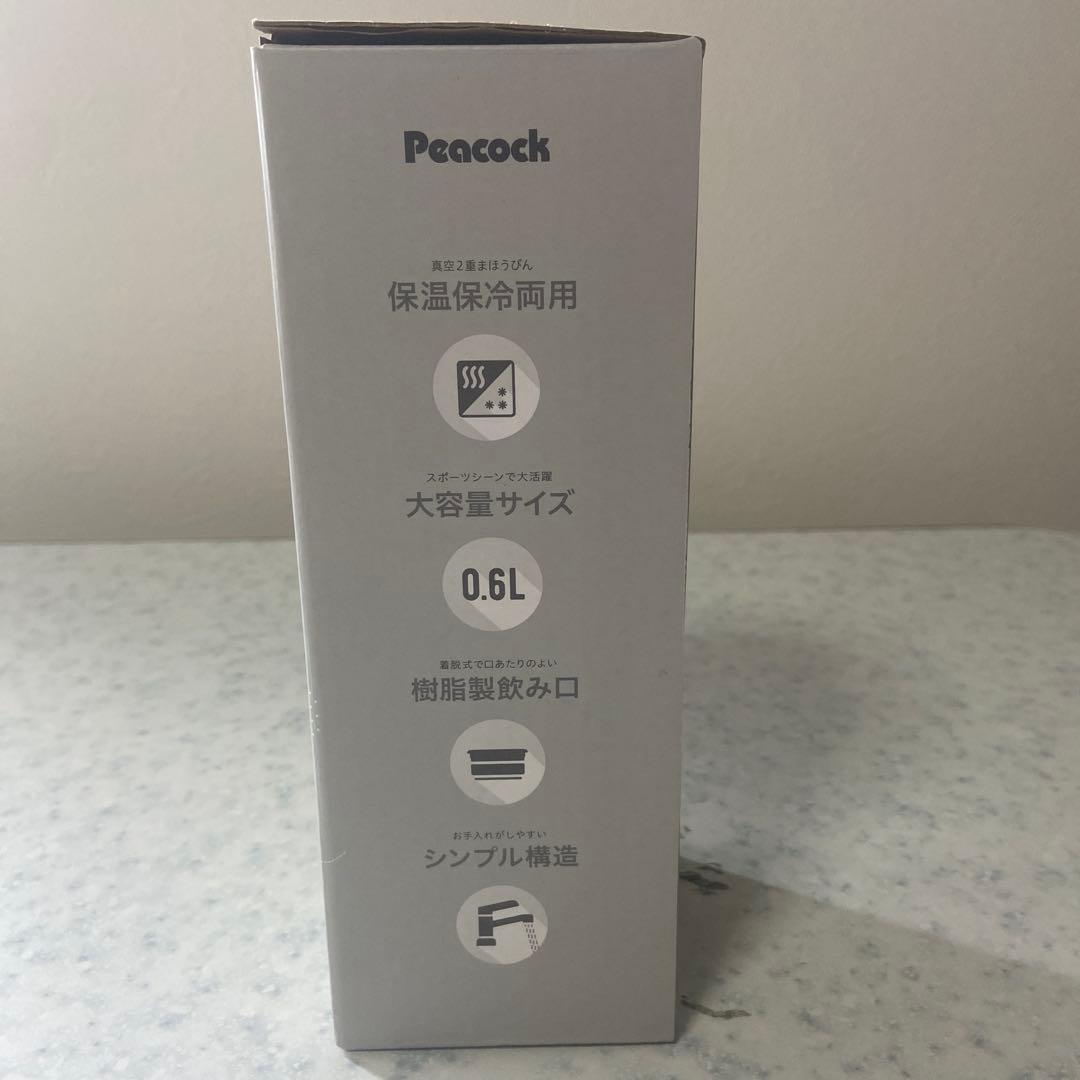 Peacock
真空2重まほうびん
保温保冷両用
スポーツシーンで大活躍
大容量サイズ
0.6L
着脱式で口あたりのよい
樹脂製飲み口
お手入れがしやすい
シンプル構造